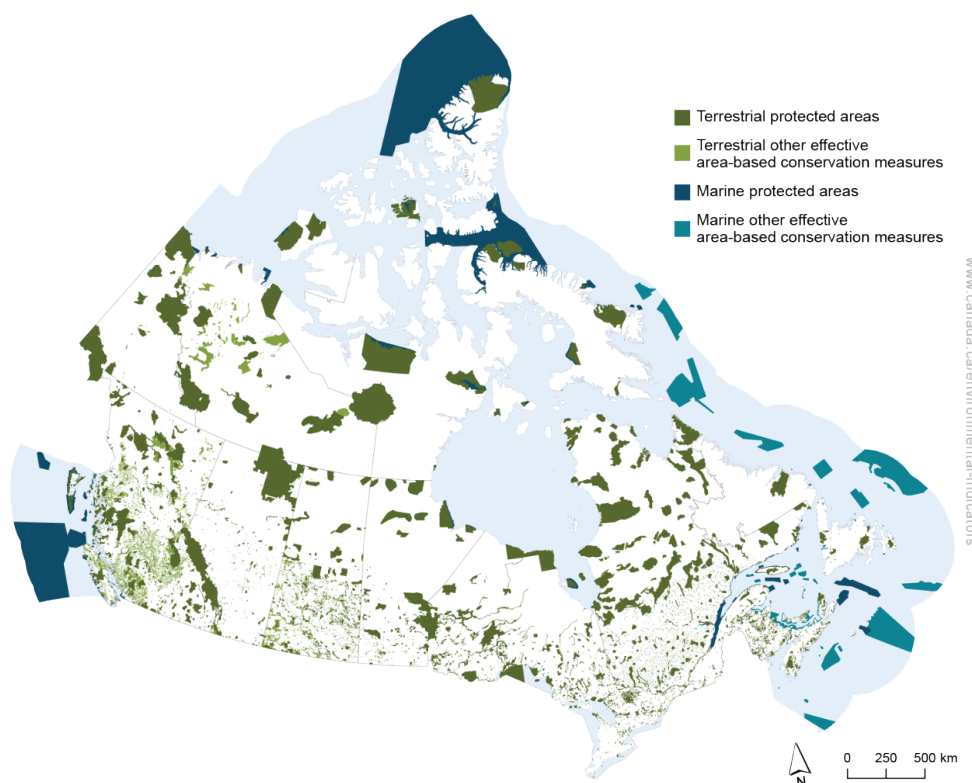 Terrestrial protected areas
Terrestrial other effective
area-based conservation measures
Marine protected areas
Marine other effective
area-based conservation measures
www.canada.ca/environmental-indicators
N
0 250 500 km